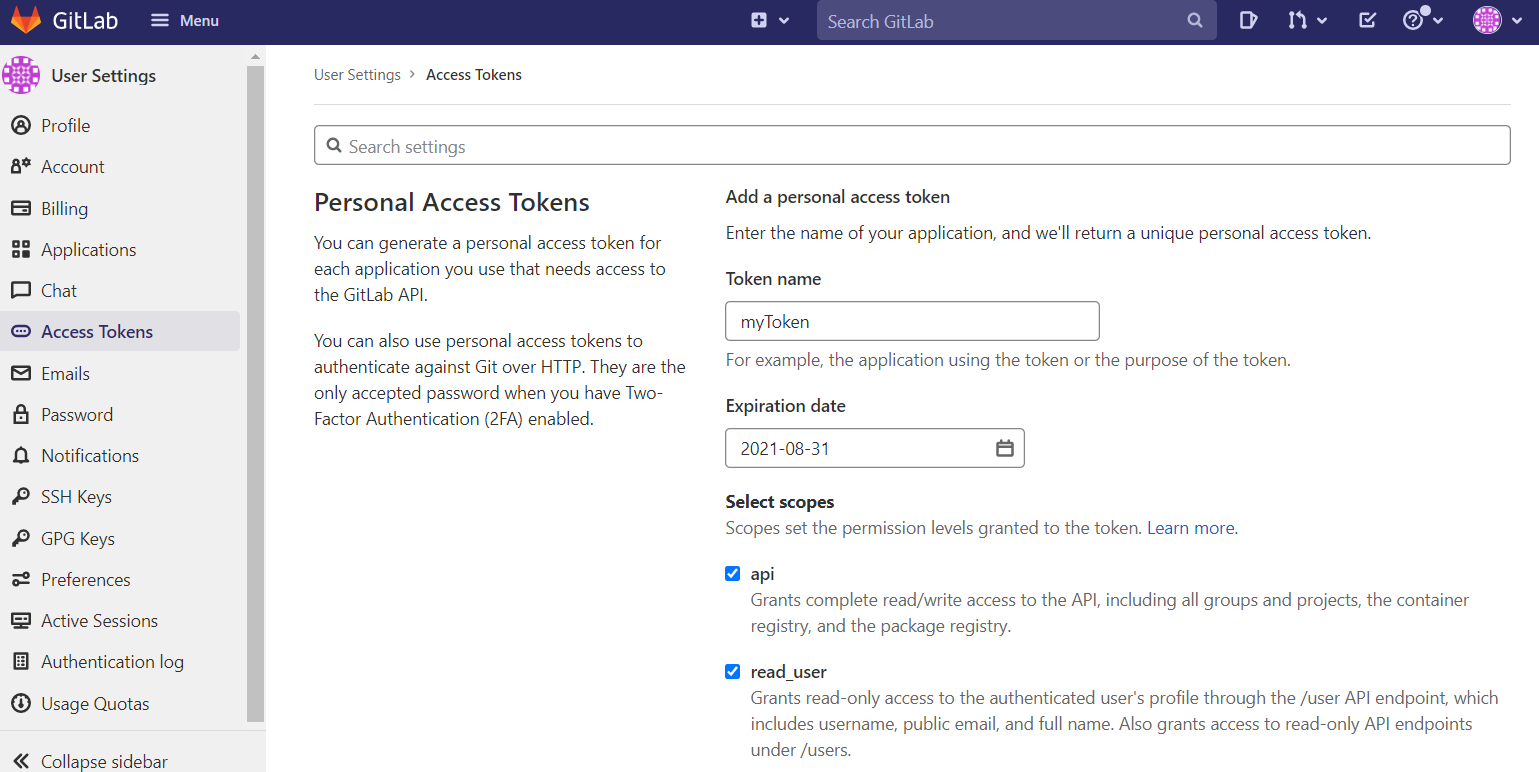 GitLab
Menu
Search GitLab
User Settings
Profile
Account
Billing
Applications
Chat
Access Tokens
Emails
Password
Notifications
SSH Keys
GPG Keys
Preferences
Active Sessions
Authentication log
Usage Quotas
Collapse sidebar
User Settings › Access Tokens
Search settings
Personal Access Tokens
You can generate a personal access token for
each application you use that needs access to
the GitLab API.
You can also use personal access tokens to
authenticate against Git over HTTP. They are the
only accepted password when you have Two-
Factor Authentication (2FA) enabled.
Add a personal access token
Enter the name of your application, and we'll return a unique personal access token.
Token name
myToken
For example, the application using the token or the purpose of the token.
Expiration date
2021-08-31
Select scopes
Scopes set the permission levels granted to the token. Learn more.
api
Grants complete read/write access to the API, including all groups and projects, the container
registry, and the package registry.
read_user
Grants read-only access to the authenticated user's profile through the /user API endpoint, which
includes username, public email, and full name. Also grants access to read-only API endpoints
under /users.